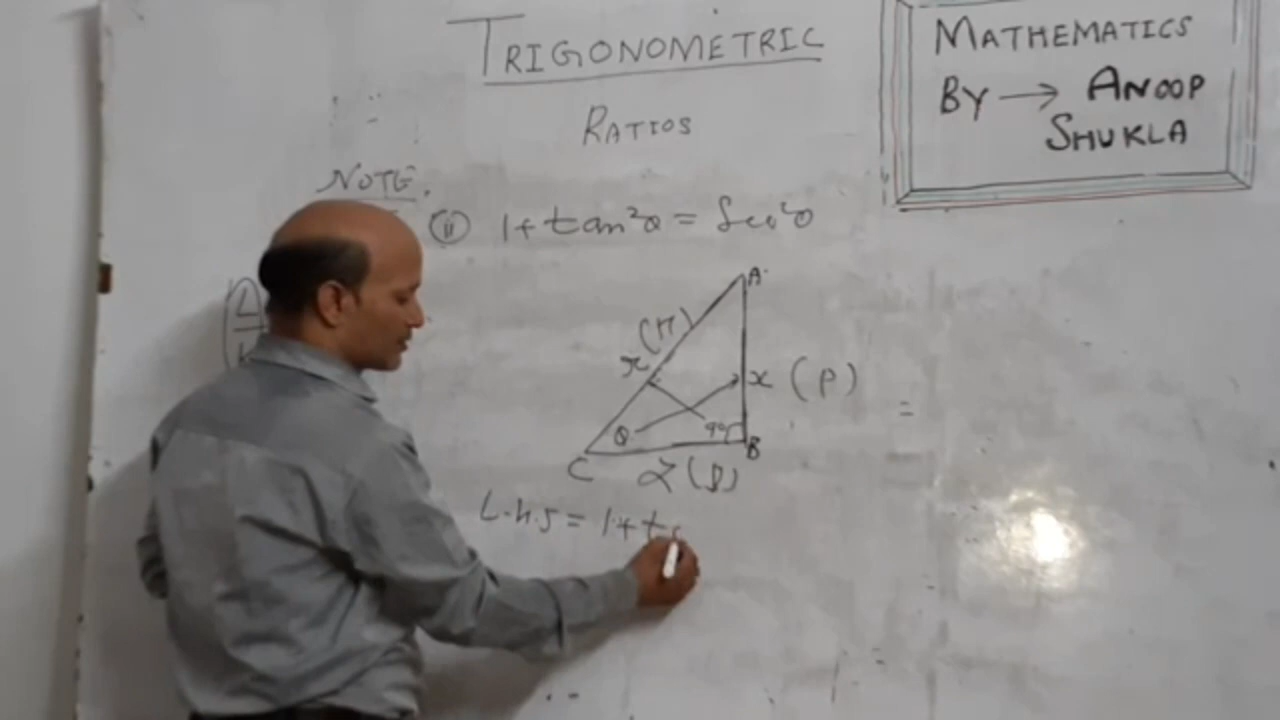 TRIGONOMETRIC
RATIOS
MATHEMATICS
BY → ANOOP
SHUKLA
NOTE.
(ii) 1+tan²θ = Sec²θ
A
(H)
x (P)
θ
90
C
B
L.H.S = 1+t
=